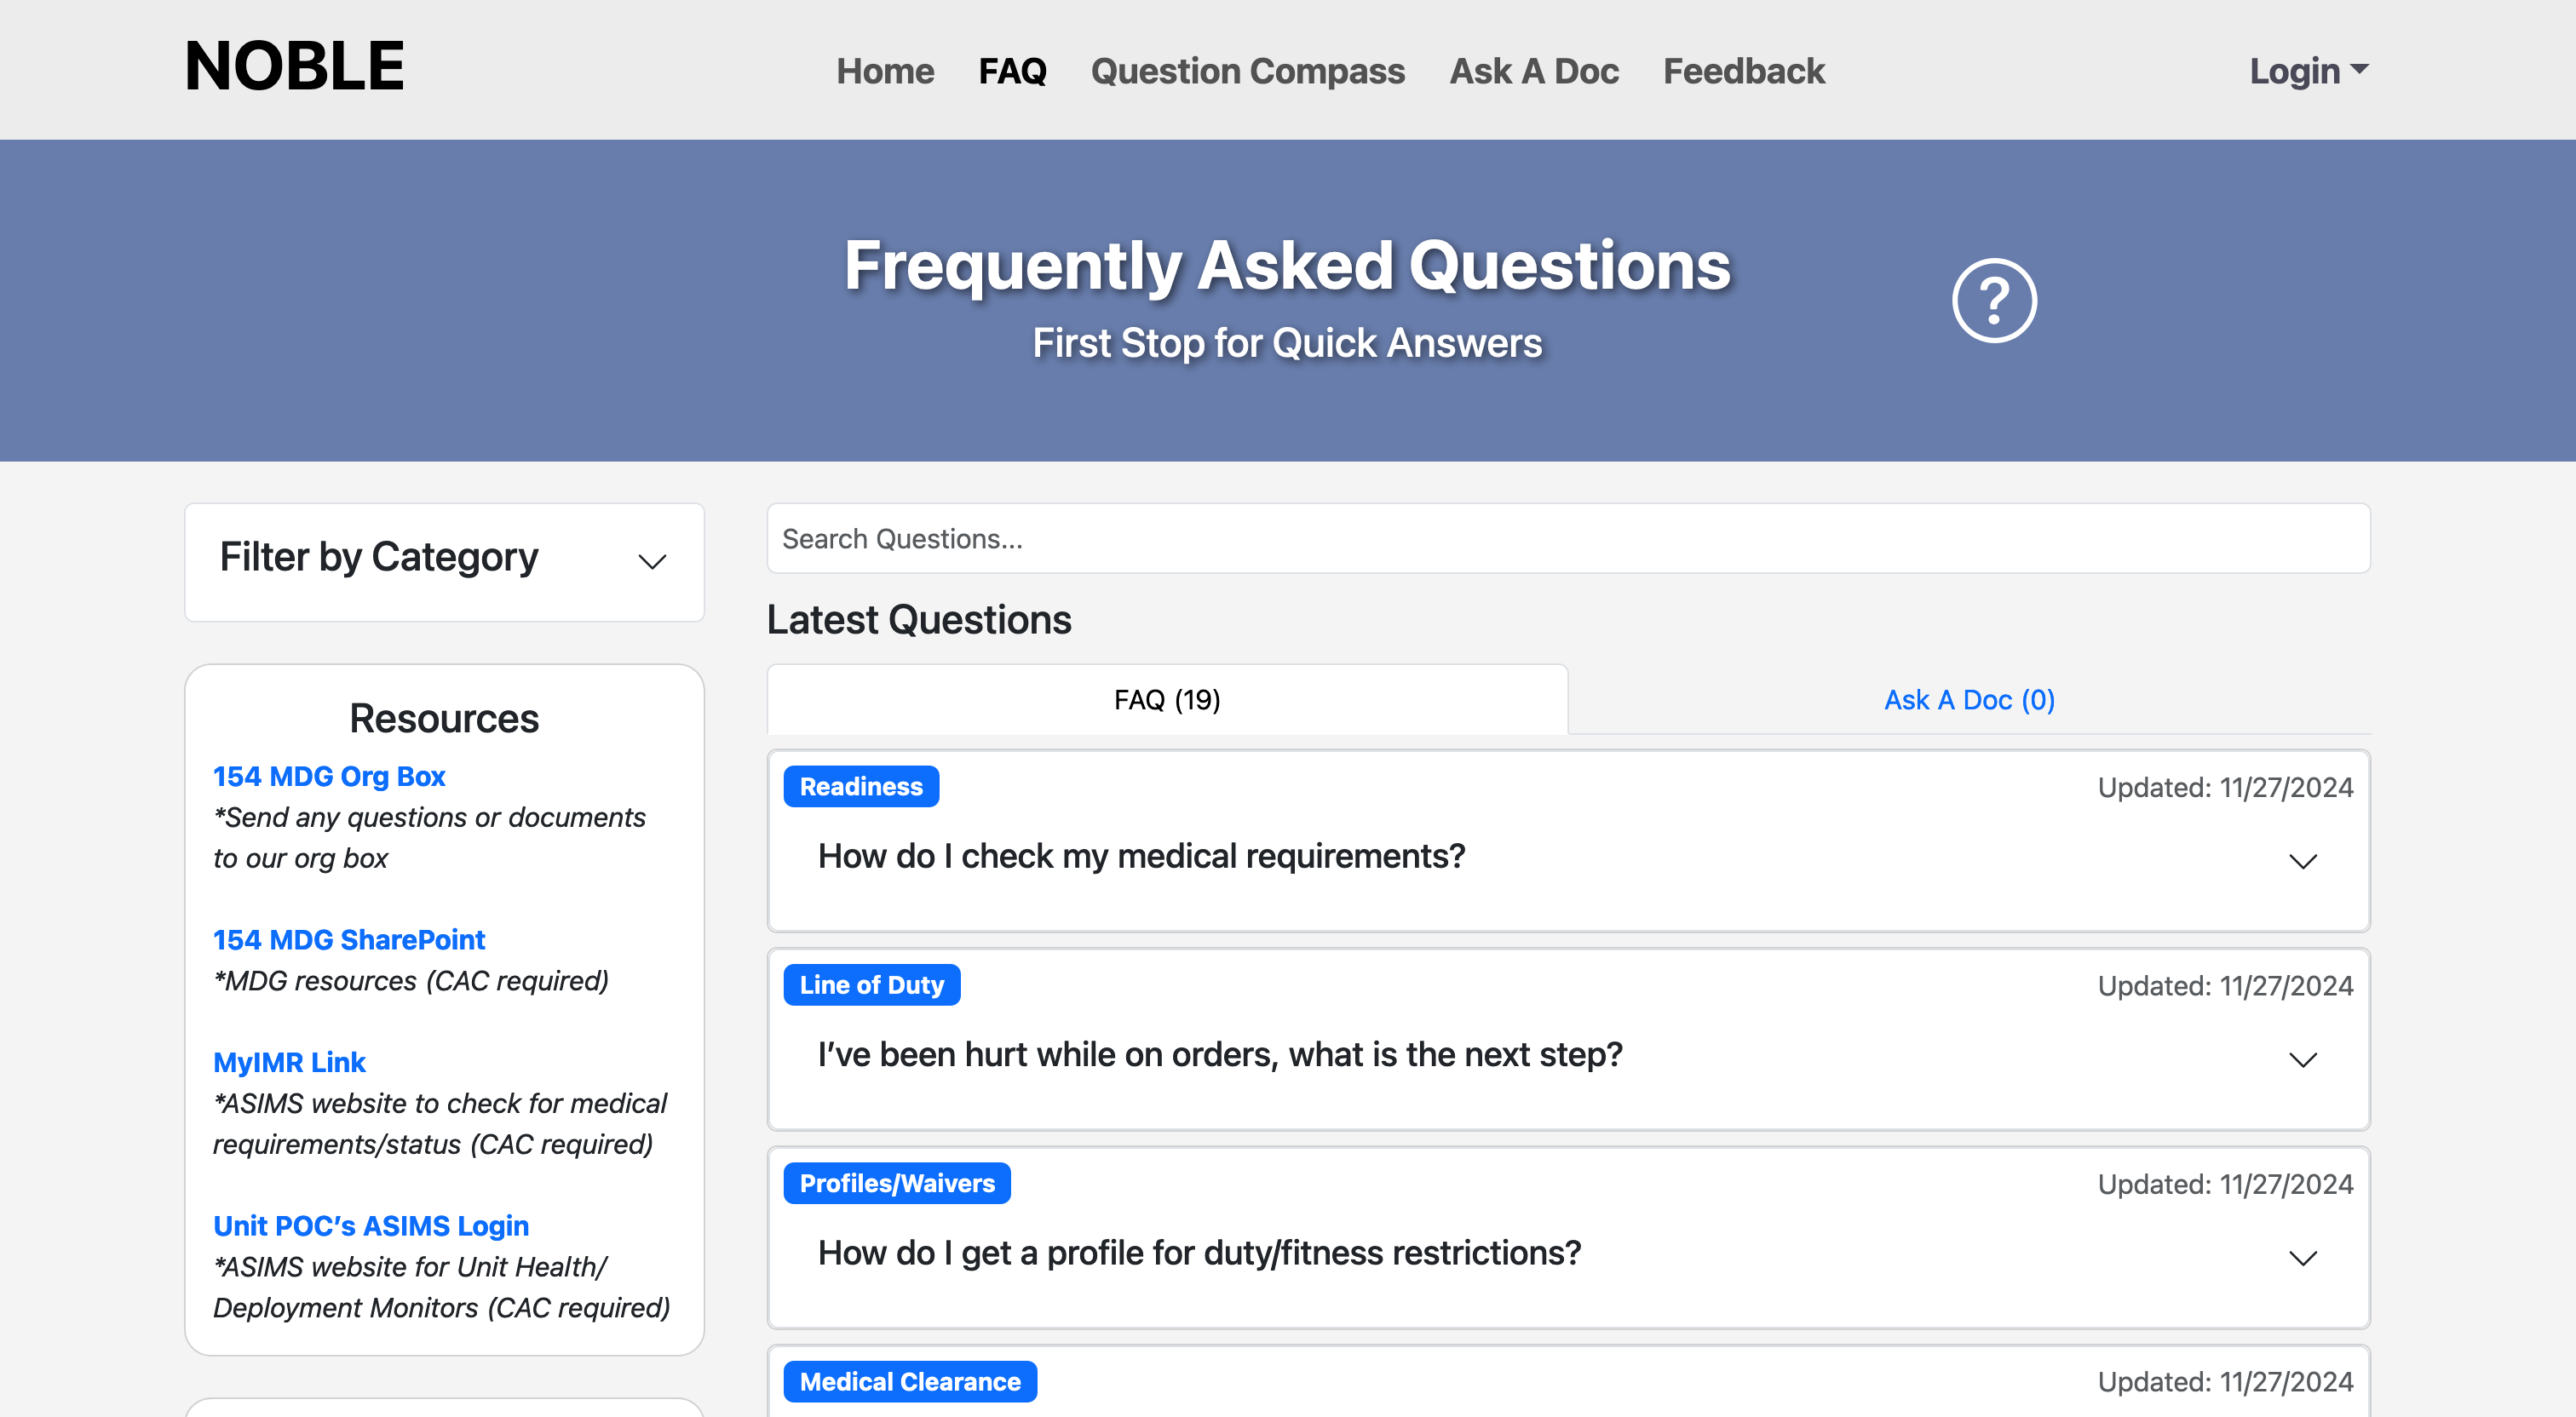 NOBLE
Home FAQ Question Compass Ask A Doc Feedback Login
Frequently Asked Questions
First Stop for Quick Answers
?
Filter by Category
Resources
154 MDG Org Box
*Send any questions or documents
to our org box
154 MDG SharePoint
*MDG resources (CAC required)
MyIMR Link
*ASIMS website to check for medical
requirements/status (CAC required)
Unit POC’s ASIMS Login
*ASIMS website for Unit Health/
Deployment Monitors (CAC required)
Search Questions...
Latest Questions
FAQ (19) Ask A Doc (0)
Readiness Updated: 11/27/2024
How do I check my medical requirements?
Line of Duty Updated: 11/27/2024
I’ve been hurt while on orders, what is the next step?
Profiles/Waivers Updated: 11/27/2024
How do I get a profile for duty/fitness restrictions?
Medical Clearance Updated: 11/27/2024